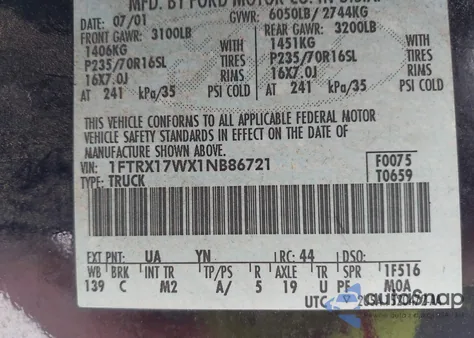 MFD. BY FORD MOTOR CO. IN U.S.A.
DATE: 07/01 GVWR: 6050LB/ 2744KG
FRONT GAWR: 3100LB REAR GAWR: 3200LB
1406KG WITH 1451KG WITH
P235/70R16SL TIRES P235/70R16SL TIRES
16X7.0J RIMS 16X7.0J RIMS
AT 241 kPa/35 PSI COLD AT 241 kPa/35 PSI COLD
THIS VEHICLE CONFORMS TO ALL APPLICABLE FEDERAL MOTOR
VEHICLE SAFETY STANDARDS IN EFFECT ON THE DATE OF
MANUFACTURE SHOWN ABOVE.
VIN: 1FTRX17WX1NB86721 F0075
TYPE: TRUCK T0659
EXT PNT: UA YN RC: 44 DSO:
WB BRK INT TR TP/PS R AXLE TR SPR 1F516
139 C M2 A/ 5 19 U PF M0A
UTC
autoSnap